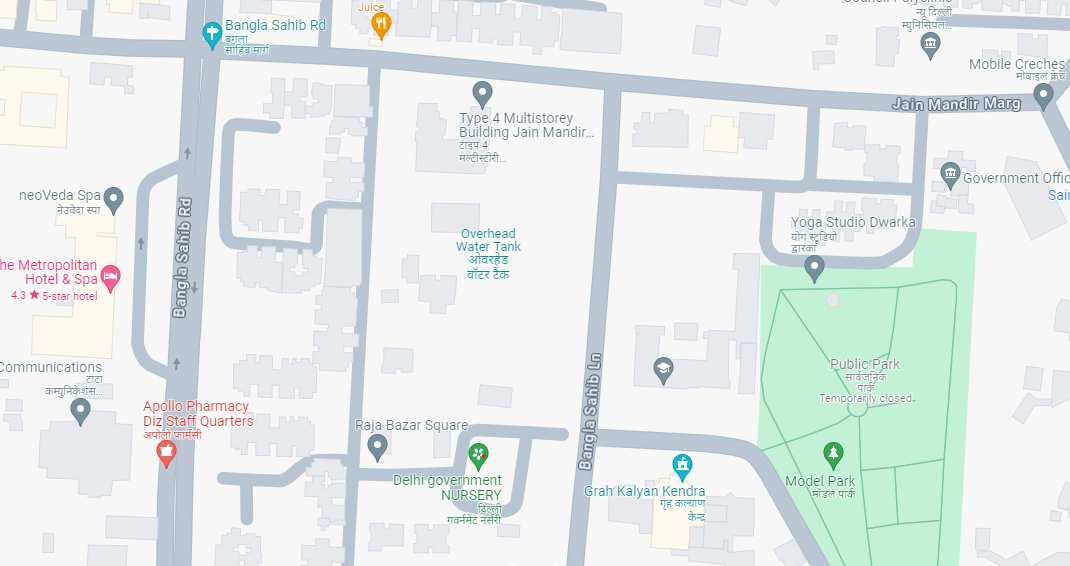 Juice
Bangla Sahib Rd
बंगला
साहिब मार्ग
न्यू दिल्ली
म्युनिसिपल...
Mobile Creches
मोबाइल क्रेच
Jain Mandir Marg
Type 4 Multistorey
Building Jain Mandir...
टाइप 4
मल्टीस्टोरी...
Government Offic
Sai
neoVeda Spa
नेउवेदा स्पा
Yoga Studio Dwarka
योग स्टूडियो
द्वारका
Bangla Sahib Rd
Overhead
Water Tank
ओवरहेड
वॉटर टैंक
he Metropolitan
Hotel & Spa
4.3 ★ 5-star hotel
Communications
टाटा
कम्युनिकेशंस...
Public Park
सार्वजनिक
पार्क
Temporarily closed
Bangla Sahib Ln
Apollo Pharmacy
Diz Staff Quarters
अपोलो फार्मेसी
Raja Bazar Square
Delhi government
NURSERY
दिल्ली
गवर्नमेंट नर्सरी
Grah Kalyan Kendra
गृह कल्याण
केन्द्र
Model Park
मॉडल पार्क